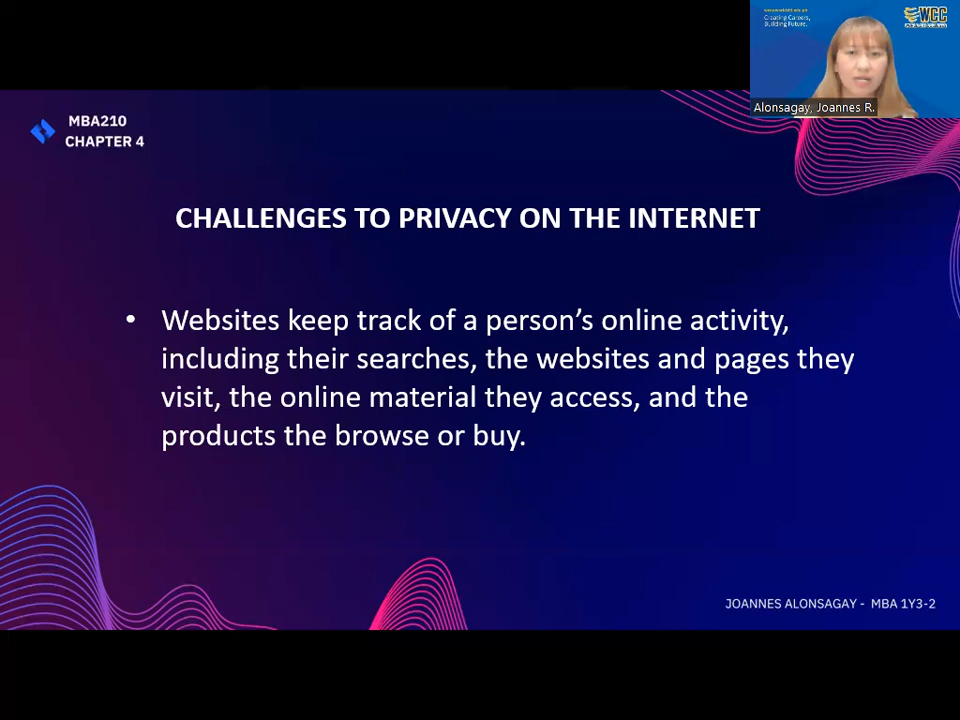 Creating Careers,
Building Future.
WCC
Alonsagay, Joannes R.
MBA210
CHAPTER 4
CHALLENGES TO PRIVACY ON THE INTERNET
• Websites keep track of a person’s online activity,
including their searches, the websites and pages they
visit, the online material they access, and the
products the browse or buy.
JOANNES ALONSAGAY - MBA 1Y3-2